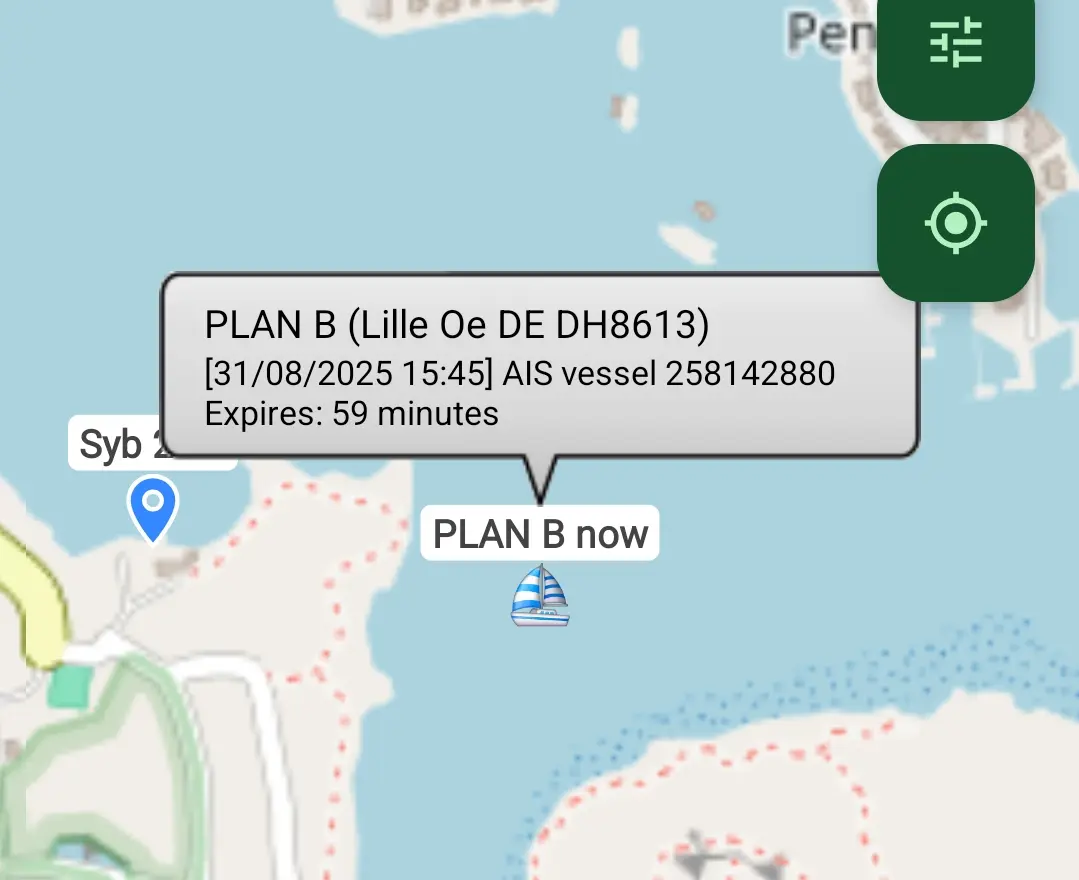 Pen
PLAN B (Lille Oe DE DH8613)
[31/08/2025 15:45] AIS vessel 258142880
Expires: 59 minutes
Syb
PLAN B now